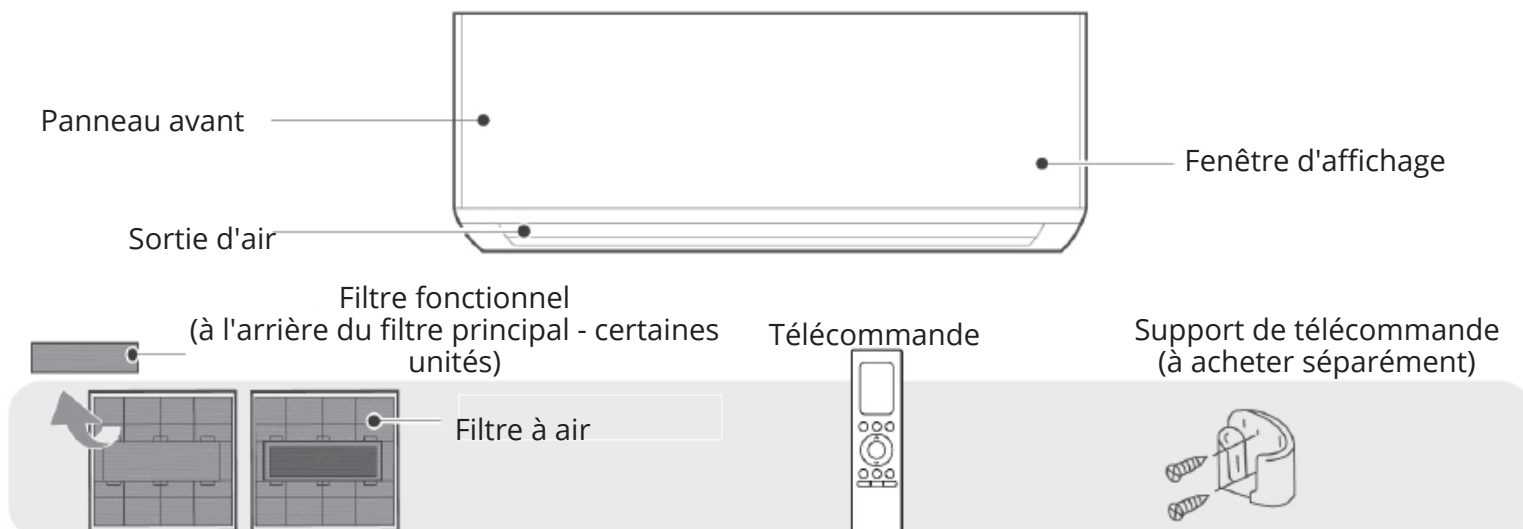 Panneau avant
Fenêtre d'affichage
Sortie d'air
Filtre fonctionnel
(à l'arrière du filtre principal - certaines
unités)
Télécommande
Support de télécommande
(à acheter séparément)
Filtre à air